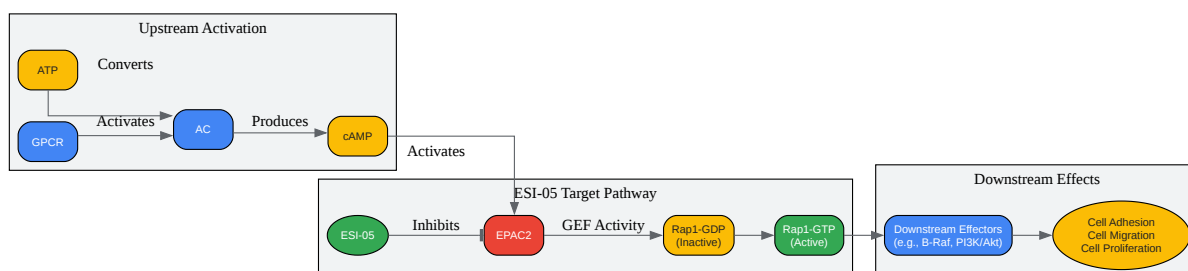 Upstream Activation
ATP
Converts
GPCR
Activates
AC
Produces
cAMP
Activates
ESI-05 Target Pathway
ESI-05
Inhibits
EPAC2
GEF Activity
Rap1-GDP
(Inactive)
Rap1-GTP
(Active)
Downstream Effects
Downstream Effectors
(e.g., B-Raf, PI3K/Akt)
Cell Adhesion
Cell Migration
Cell Proliferation